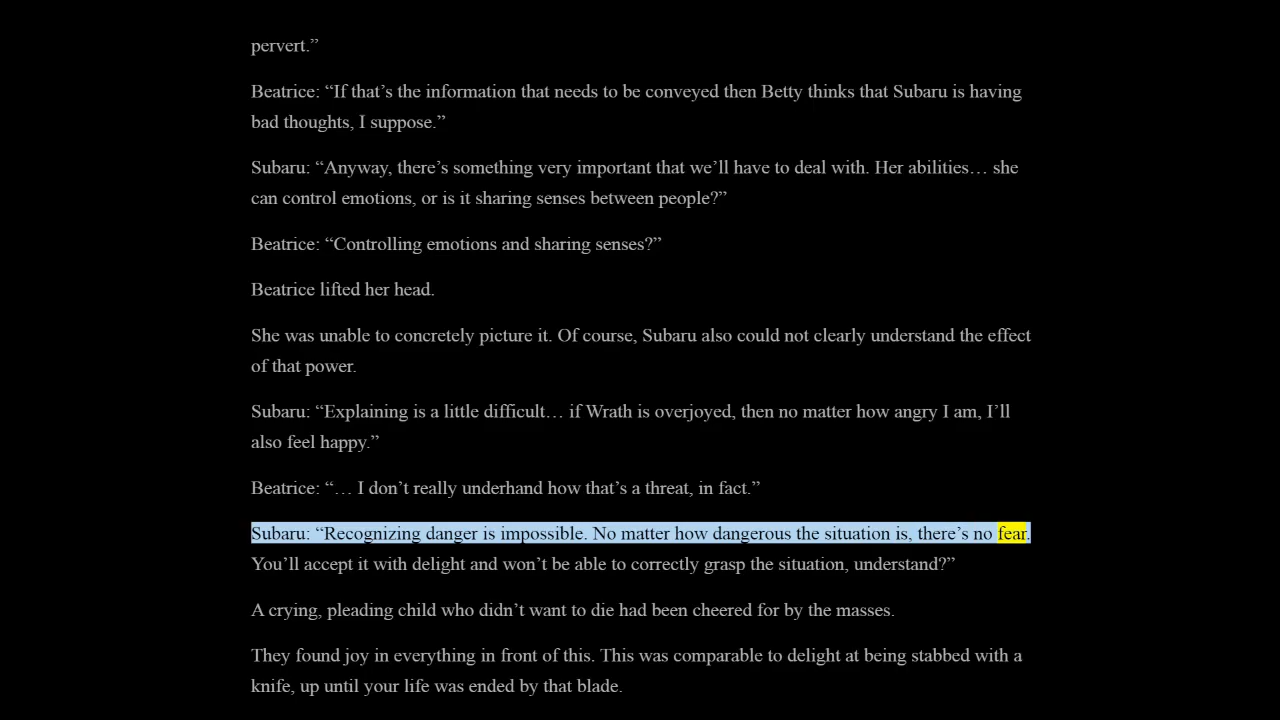 pervert.”
Beatrice: “If that’s the information that needs to be conveyed then Betty thinks that Subaru is having
bad thoughts, I suppose.”
Subaru: “Anyway, there’s something very important that we’ll have to deal with. Her abilities… she
can control emotions, or is it sharing senses between people?”
Beatrice: “Controlling emotions and sharing senses?”
Beatrice lifted her head.
She was unable to concretely picture it. Of course, Subaru also could not clearly understand the effect
of that power.
Subaru: “Explaining is a little difficult… if Wrath is overjoyed, then no matter how angry I am, I’ll
also feel happy.”
Beatrice: “… I don’t really underhand how that’s a threat, in fact.”
Subaru: “Recognizing danger is impossible. No matter how dangerous the situation is, there’s no fear.
You’ll accept it with delight and won’t be able to correctly grasp the situation, understand?”
A crying, pleading child who didn’t want to die had been cheered for by the masses.
They found joy in everything in front of this. This was comparable to delight at being stabbed with a
knife, up until your life was ended by that blade.